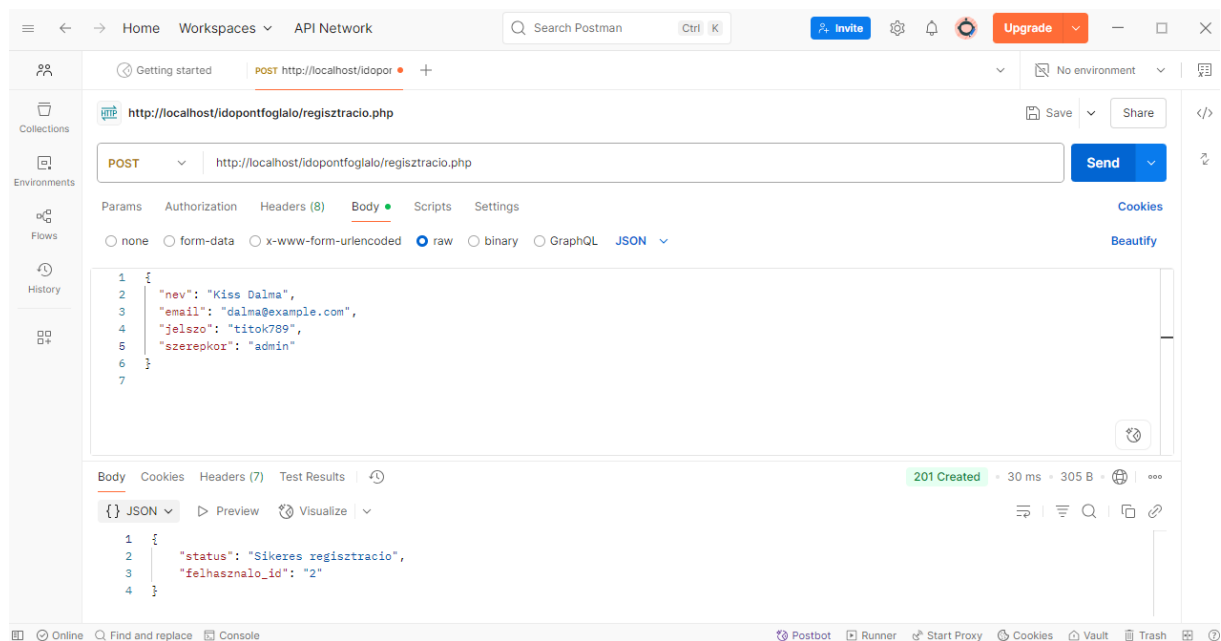 Home Workspaces API Network Search Postman Ctrl K Invite Upgrade
Getting started POST http://localhost/idopor No environment
HTTP http://localhost/idopontfoglalo/regisztracio.php Save Share
Collections
POST http://localhost/idopontfoglalo/regisztracio.php Send
Environments
Params Authorization Headers (8) Body Scripts Settings Cookies
Flows
none form-data x-www-form-urlencoded raw binary GraphQL JSON Beautify
History
1 {
2 "nev": "Kiss Dalma",
3 "email": "dalma@example.com",
4 "jelszo": "titok789",
5 "szerepkor": "admin"
6 }
7
Body Cookies Headers (7) Test Results 201 Created 30 ms 305 B
{} JSON Preview Visualize
1 {
2 "status": "Sikeres regisztracio",
3 "felhasznalo_id": "2"
4 }
Online Find and replace Console Postbot Runner Start Proxy Cookies Vault Trash